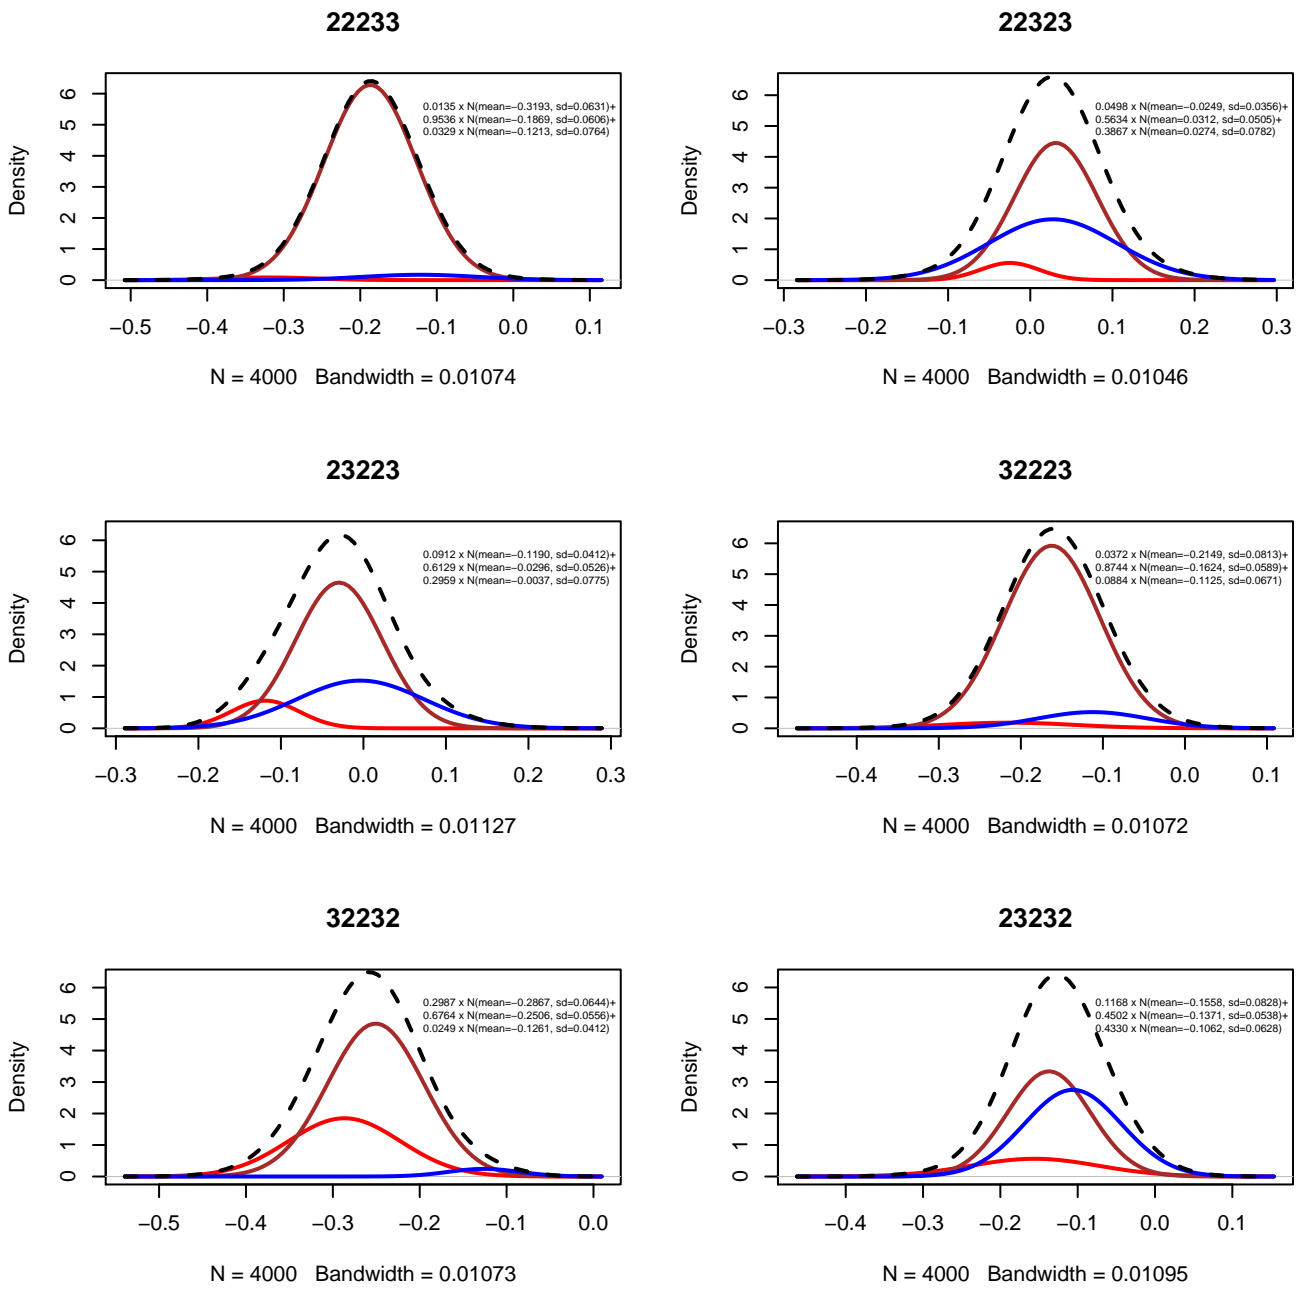 22233
Density
0 1 2 3 4 5 6
0.0135 x N(mean=−0.3193, sd=0.0631)+
0.9536 x N(mean=−0.1869, sd=0.0606)+
0.0329 x N(mean=−0.1213, sd=0.0764)
−0.5 −0.4 −0.3 −0.2 −0.1 0.0 0.1
N = 4000 Bandwidth = 0.01074
22323
Density
0 1 2 3 4 5 6
0.0498 x N(mean=−0.0249, sd=0.0356)+
0.5634 x N(mean=0.0312, sd=0.0505)+
0.3867 x N(mean=0.0274, sd=0.0782)
−0.3 −0.2 −0.1 0.0 0.1 0.2 0.3
N = 4000 Bandwidth = 0.01046
23223
Density
0 1 2 3 4 5 6
0.0912 x N(mean=−0.1190, sd=0.0412)+
0.6129 x N(mean=−0.0296, sd=0.0526)+
0.2959 x N(mean=−0.0037, sd=0.0775)
−0.3 −0.2 −0.1 0.0 0.1 0.2 0.3
N = 4000 Bandwidth = 0.01127
32223
Density
0 1 2 3 4 5 6
0.0372 x N(mean=−0.2149, sd=0.0813)+
0.8744 x N(mean=−0.1624, sd=0.0589)+
0.0884 x N(mean=−0.1125, sd=0.0671)
−0.4 −0.3 −0.2 −0.1 0.0 0.1
N = 4000 Bandwidth = 0.01072
32232
Density
0 1 2 3 4 5 6
0.2987 x N(mean=−0.2867, sd=0.0644)+
0.6764 x N(mean=−0.2506, sd=0.0556)+
0.0249 x N(mean=−0.1261, sd=0.0412)
−0.5 −0.4 −0.3 −0.2 −0.1 0.0
N = 4000 Bandwidth = 0.01073
23232
Density
0 1 2 3 4 5 6
0.1168 x N(mean=−0.1558, sd=0.0828)+
0.4502 x N(mean=−0.1371, sd=0.0538)+
0.4330 x N(mean=−0.1062, sd=0.0628)
−0.4 −0.3 −0.2 −0.1 0.0 0.1
N = 4000 Bandwidth = 0.01095